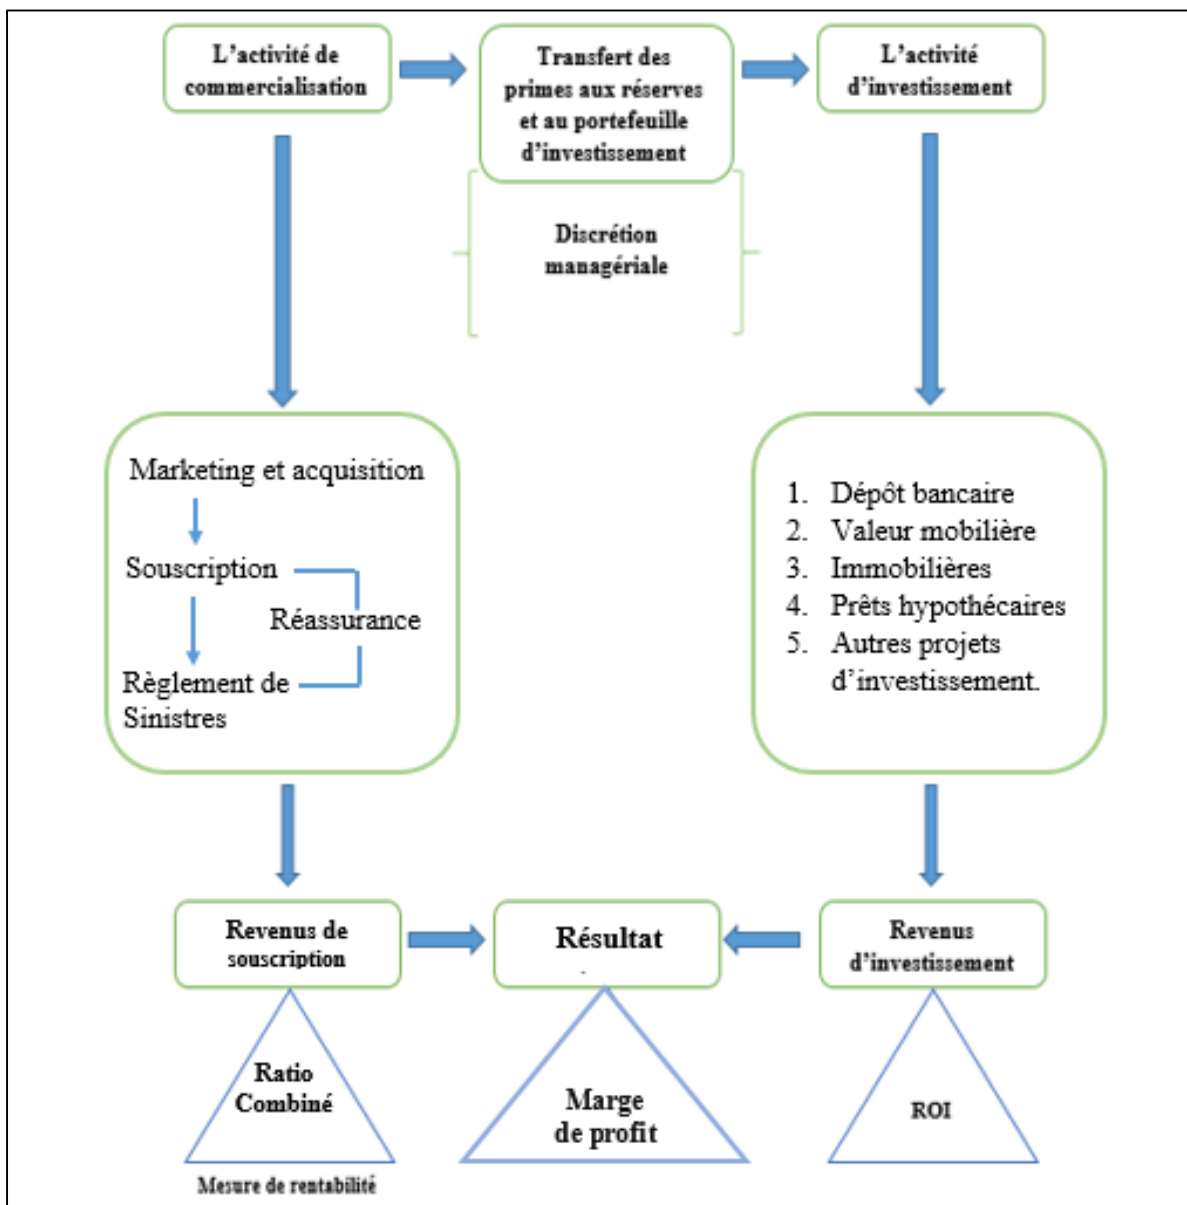 L’activité de
commercialisation
Transfert des
primes aux réserves
et au portefeuille
d’investissement
L’activité
d’investissement
Discrétion
managériale
Marketing et acquisition
Souscription
Réassurance
Règlement de
Sinistres
1. Dépôt bancaire
2. Valeur mobilière
3. Immobilières
4. Prêts hypothécaires
5. Autres projets
d’investissement.
Revenus de
souscription
Résultat
Revenus
d’investissement
Ratio
Combiné
Marge
de profit
ROI
Mesure de rentabilité